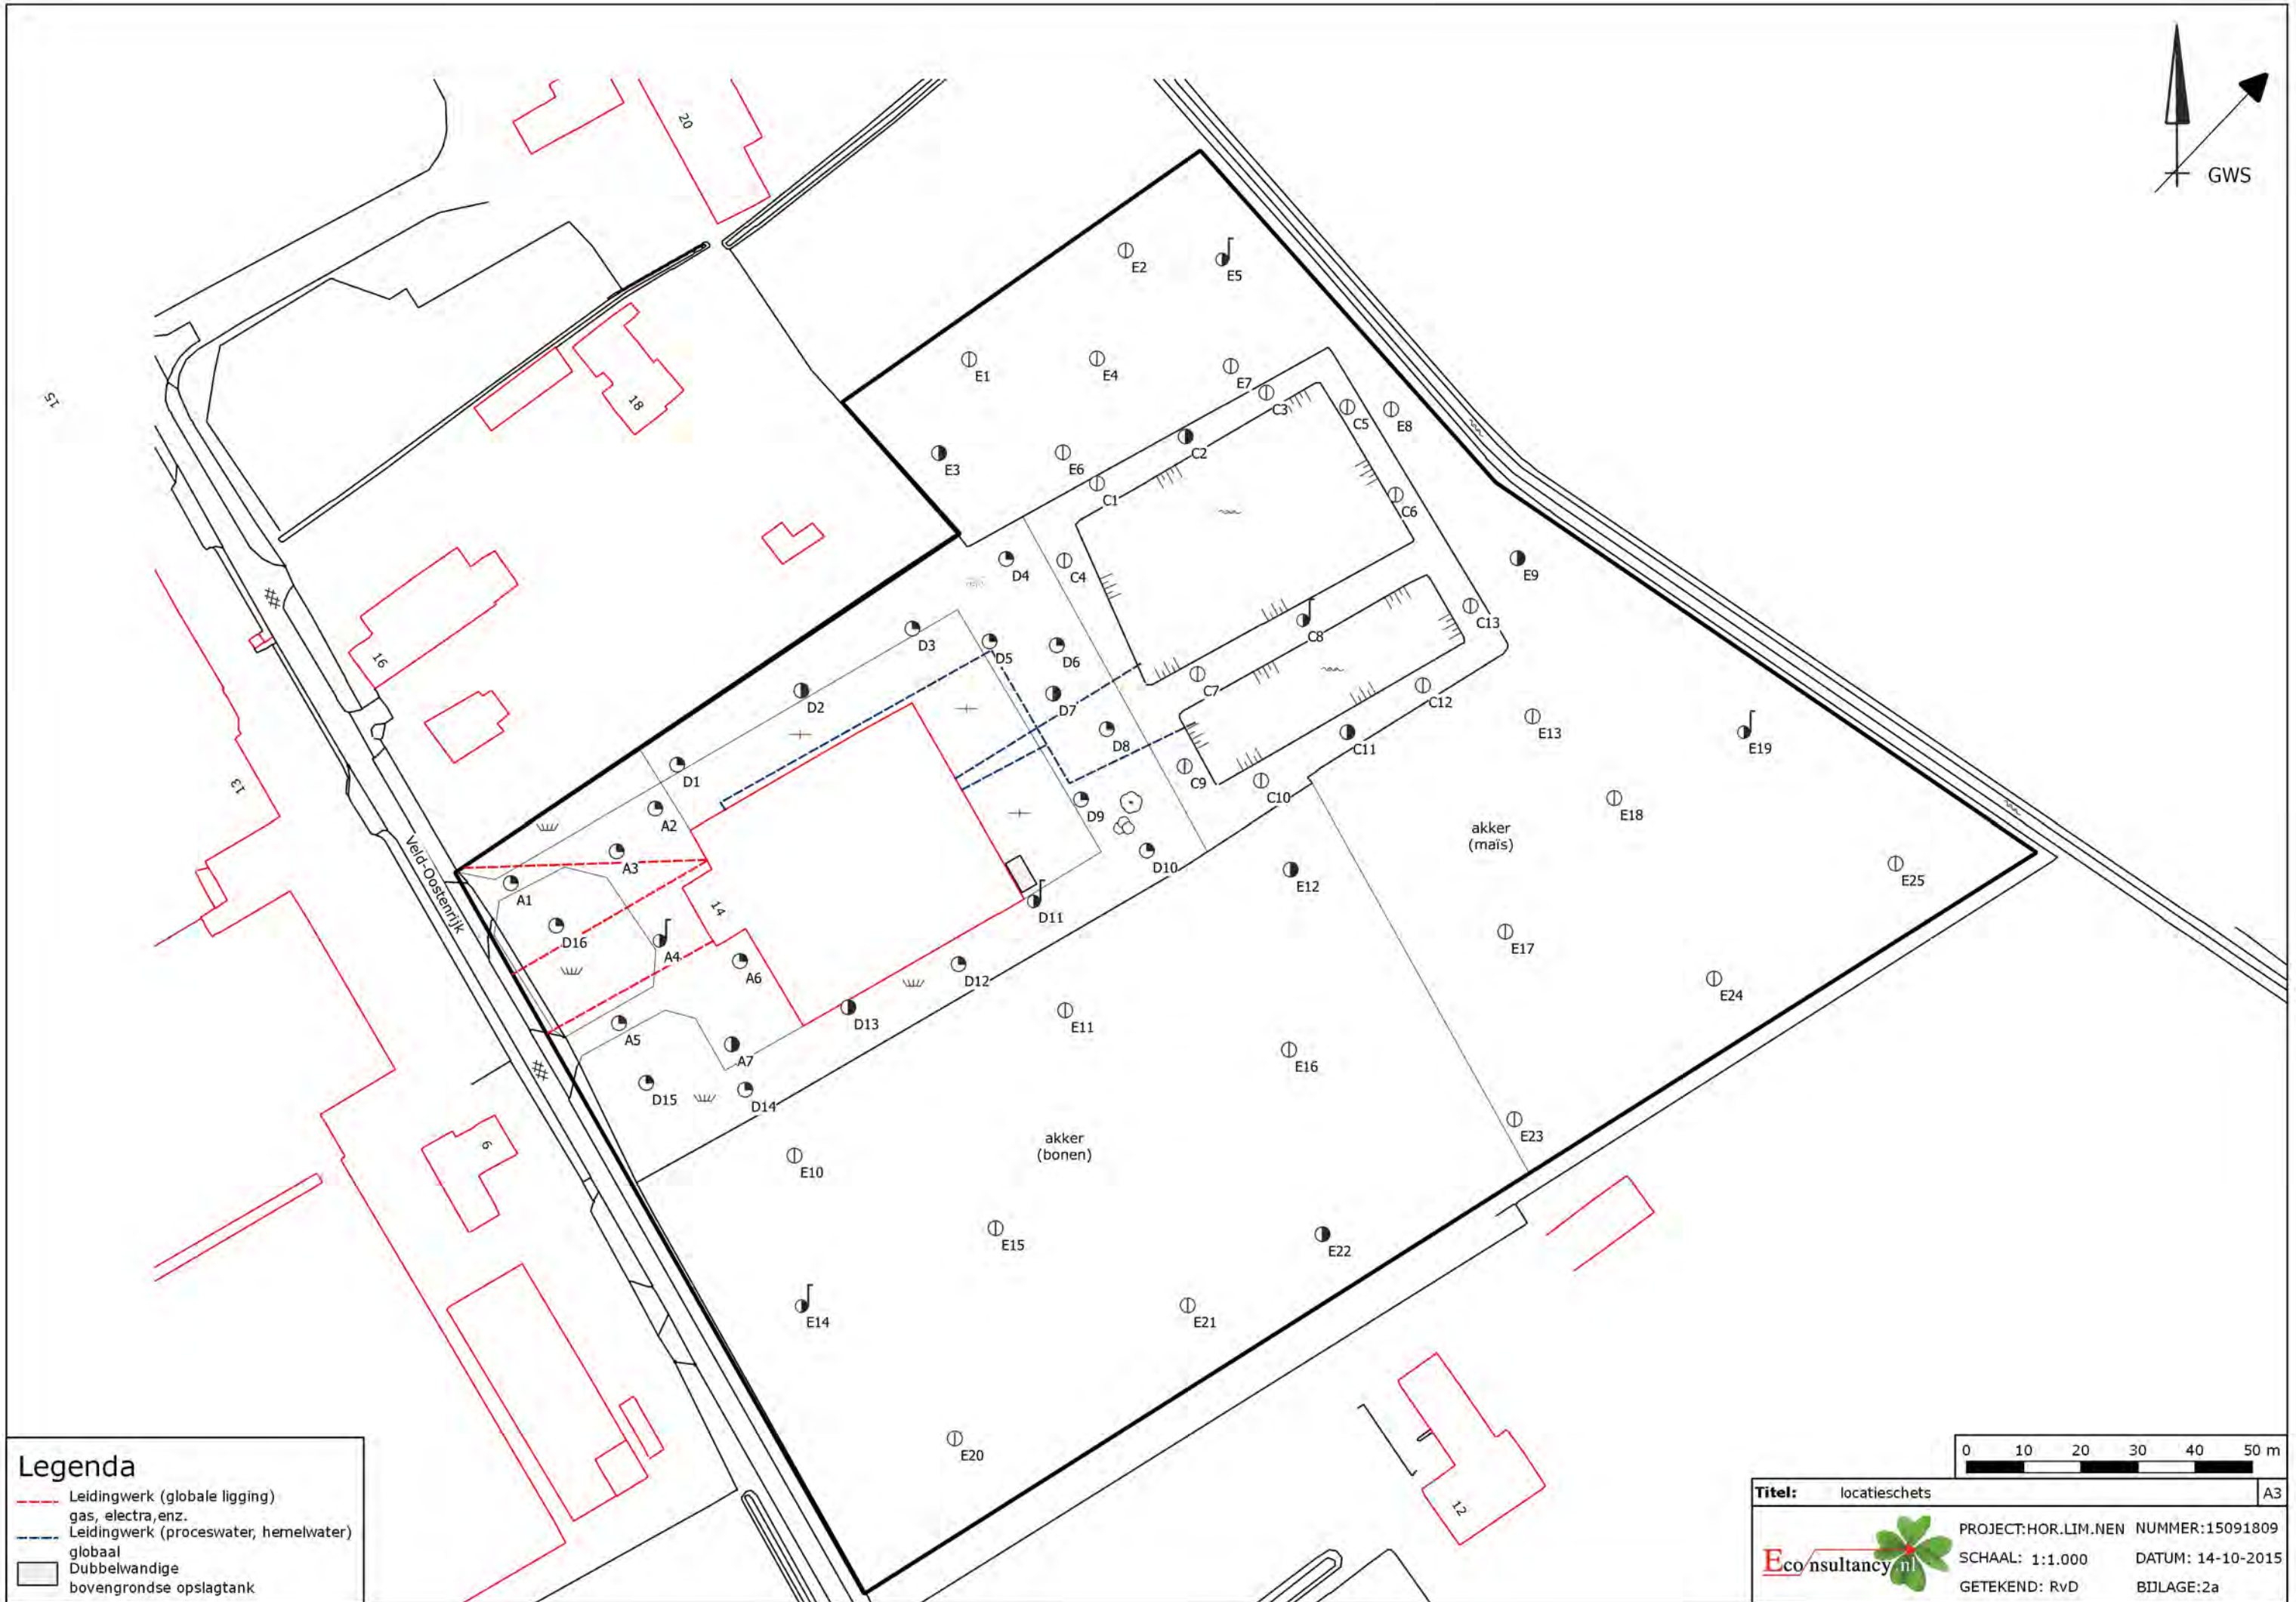 GWS
20
15
18
16
13
14
6
12
Veld-Oostenrijk
E2
E5
E1
E4
E7
C3
C5
E8
C2
E3
E6
C1
C6
D4
C4
E9
C13
C8
D3
D5
D6
C7
C12
D2
D7
D8
C11
E13
E19
D1
C9
C10
A2
D9
E18
akker
(maïs)
A3
D10
E12
E25
A1
D11
D16
A4
E17
A6
D12
E24
D13
E11
A5
A7
E16
D15
D14
E23
akker
(bonen)
E10
E15
E22
E14
E21
E20
Legenda
Leidingwerk (globale ligging)
gas, electra,enz.
Leidingwerk (proceswater, hemelwater)
globaal
Dubbelwandige
bovengrondse opslagtank
0 10 20 30 40 50 m
Titel: locatieschets A3
Econsultancy.nl
PROJECT:HOR.LIM.NEN NUMMER:15091809
SCHAAL: 1:1.000 DATUM: 14-10-2015
GETEKEND: RvD BIJLAGE:2a